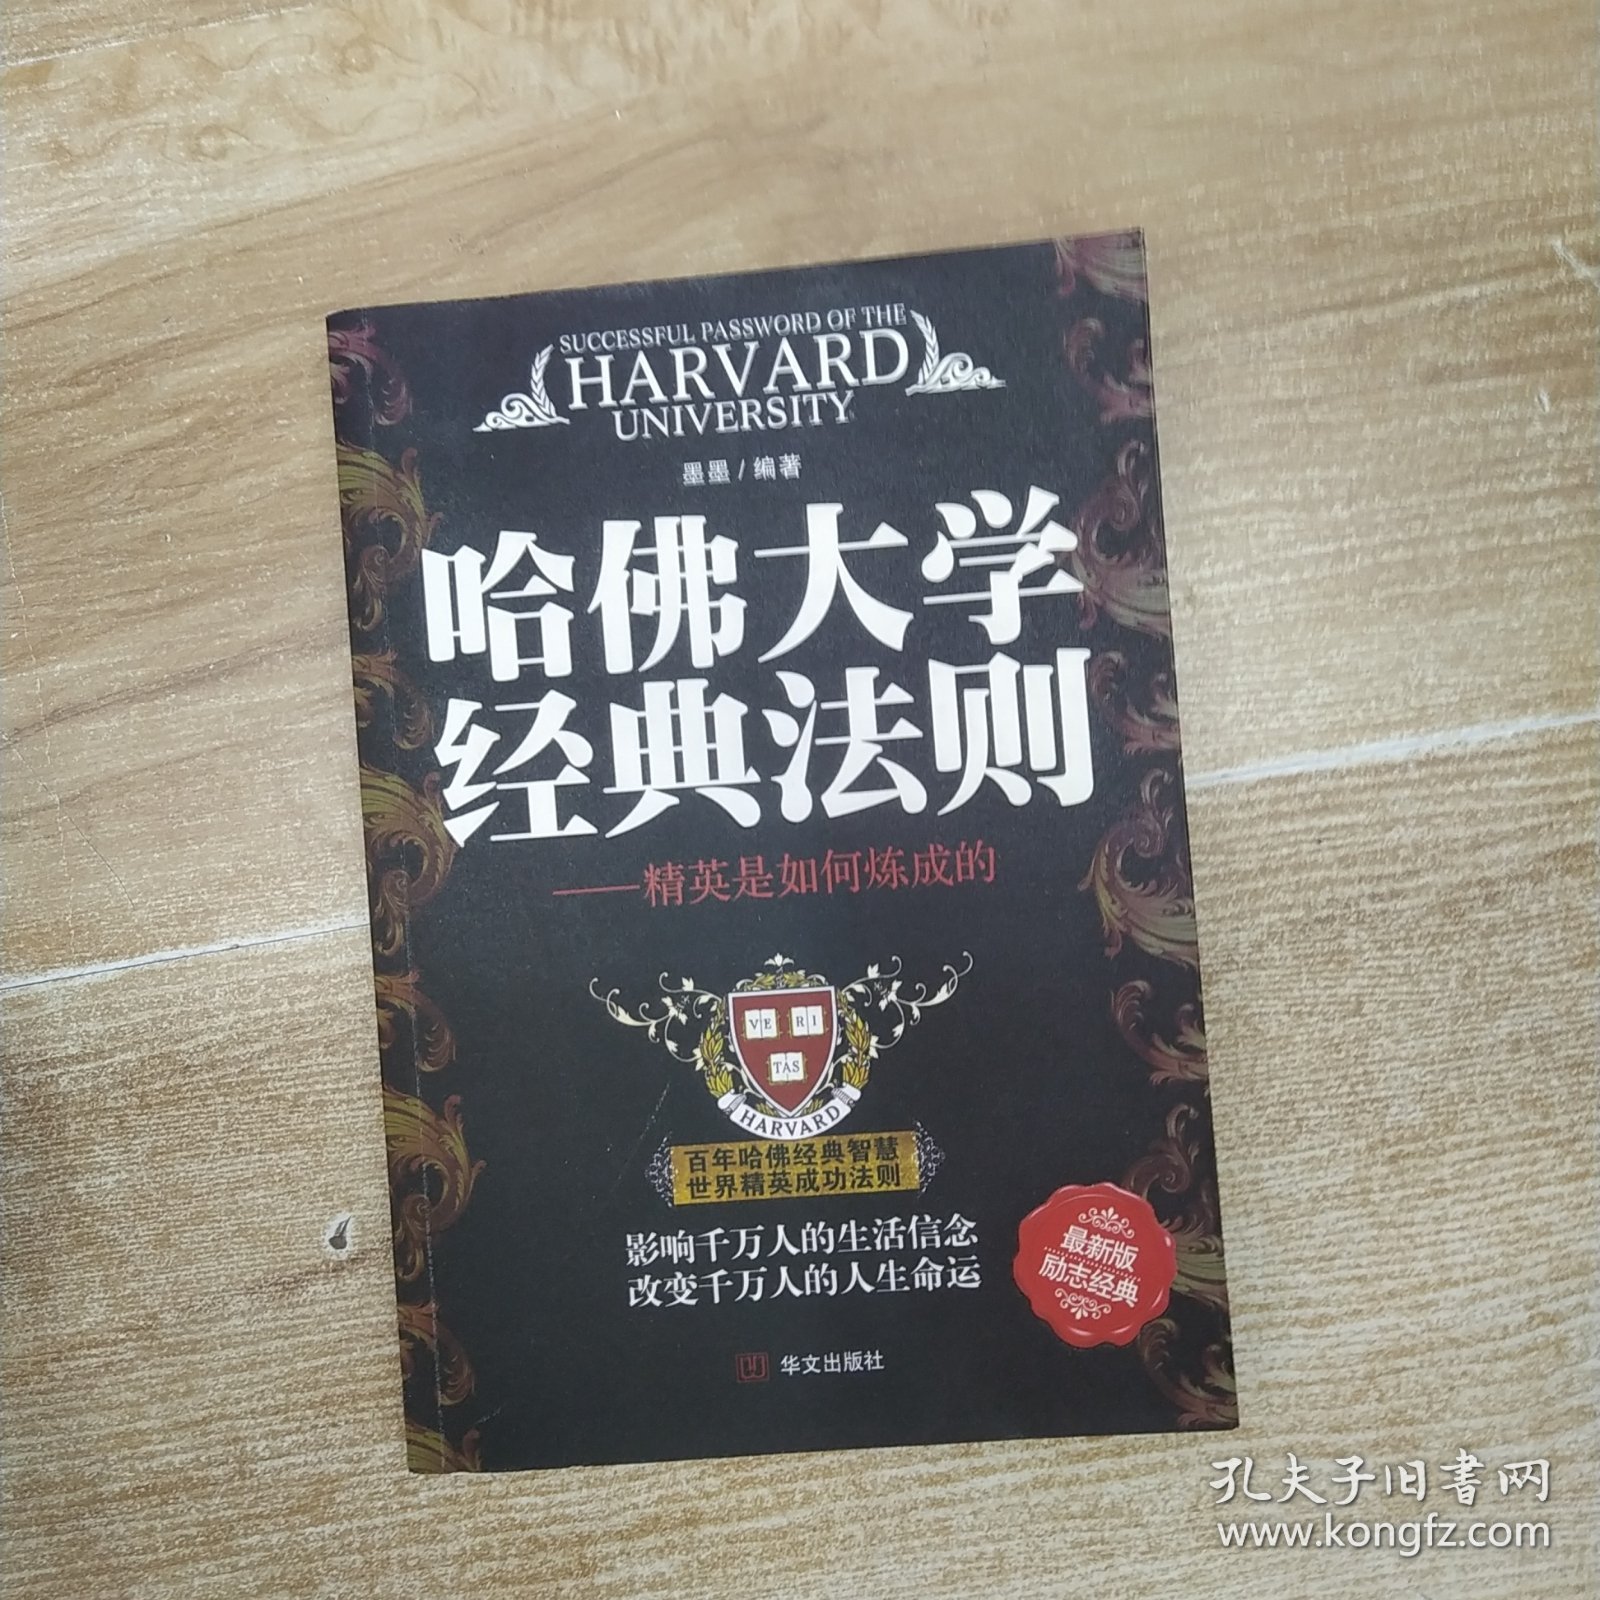 SUCCESSFUL PASSWORD OF THE
HARVARD
UNIVERSITY
墨墨/编著
哈佛大学
经典法则
——精英是如何炼成的
VE RI
TAS
HARVARD
百年哈佛经典智慧
世界精英成功法则
影响千万人的生活信念
改变千万人的人生命运
最新版
励志经典
华文出版社
孔夫子旧书网
www.kongfz.com